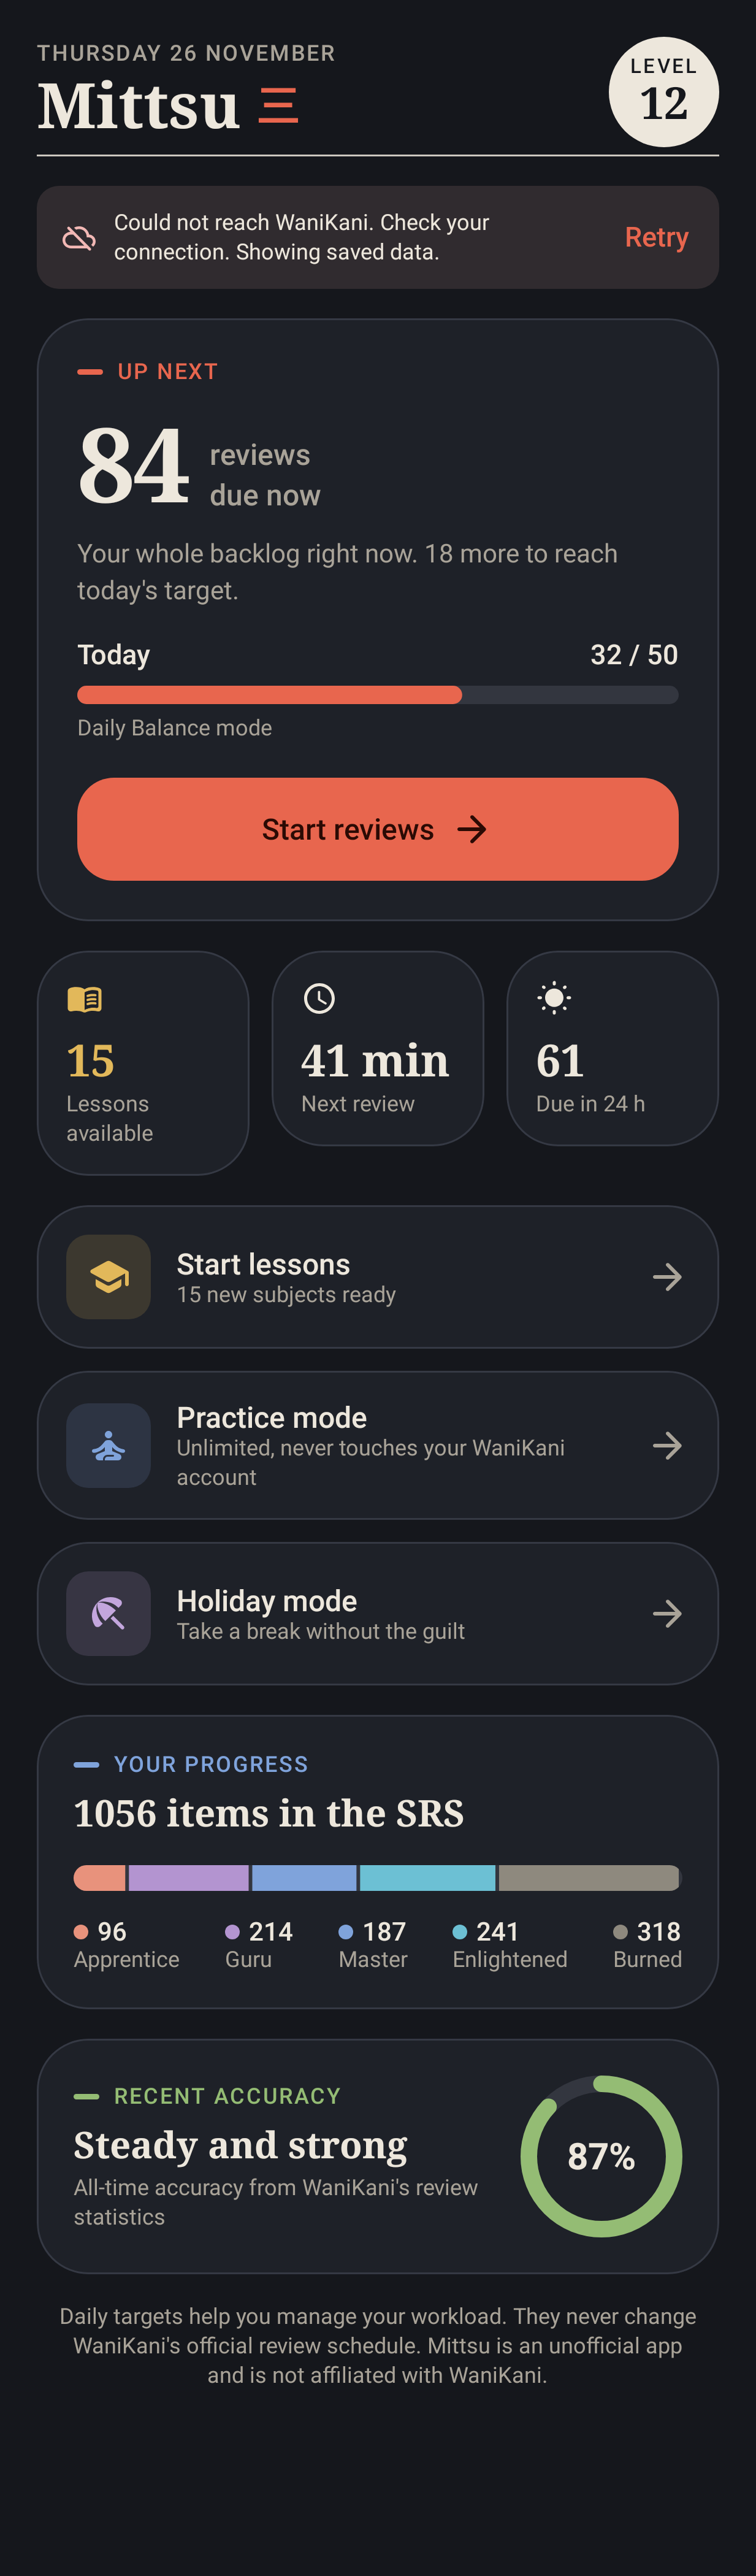 THURSDAY 26 NOVEMBER
Mittsu 三
LEVEL
12
Could not reach WaniKani. Check your
connection. Showing saved data.
Retry
UP NEXT
84
reviews
due now
Your whole backlog right now. 18 more to reach
today's target.
Today
32 / 50
Daily Balance mode
Start reviews
15
Lessons
available
41 min
Next review
61
Due in 24 h
Start lessons
15 new subjects ready
Practice mode
Unlimited, never touches your WaniKani
account
Holiday mode
Take a break without the guilt
YOUR PROGRESS
1056 items in the SRS
96
Apprentice
214
Guru
187
Master
241
Enlightened
318
Burned
RECENT ACCURACY
Steady and strong
All-time accuracy from WaniKani's review
statistics
87%
Daily targets help you manage your workload. They never change
WaniKani's official review schedule. Mittsu is an unofficial app
and is not affiliated with WaniKani.